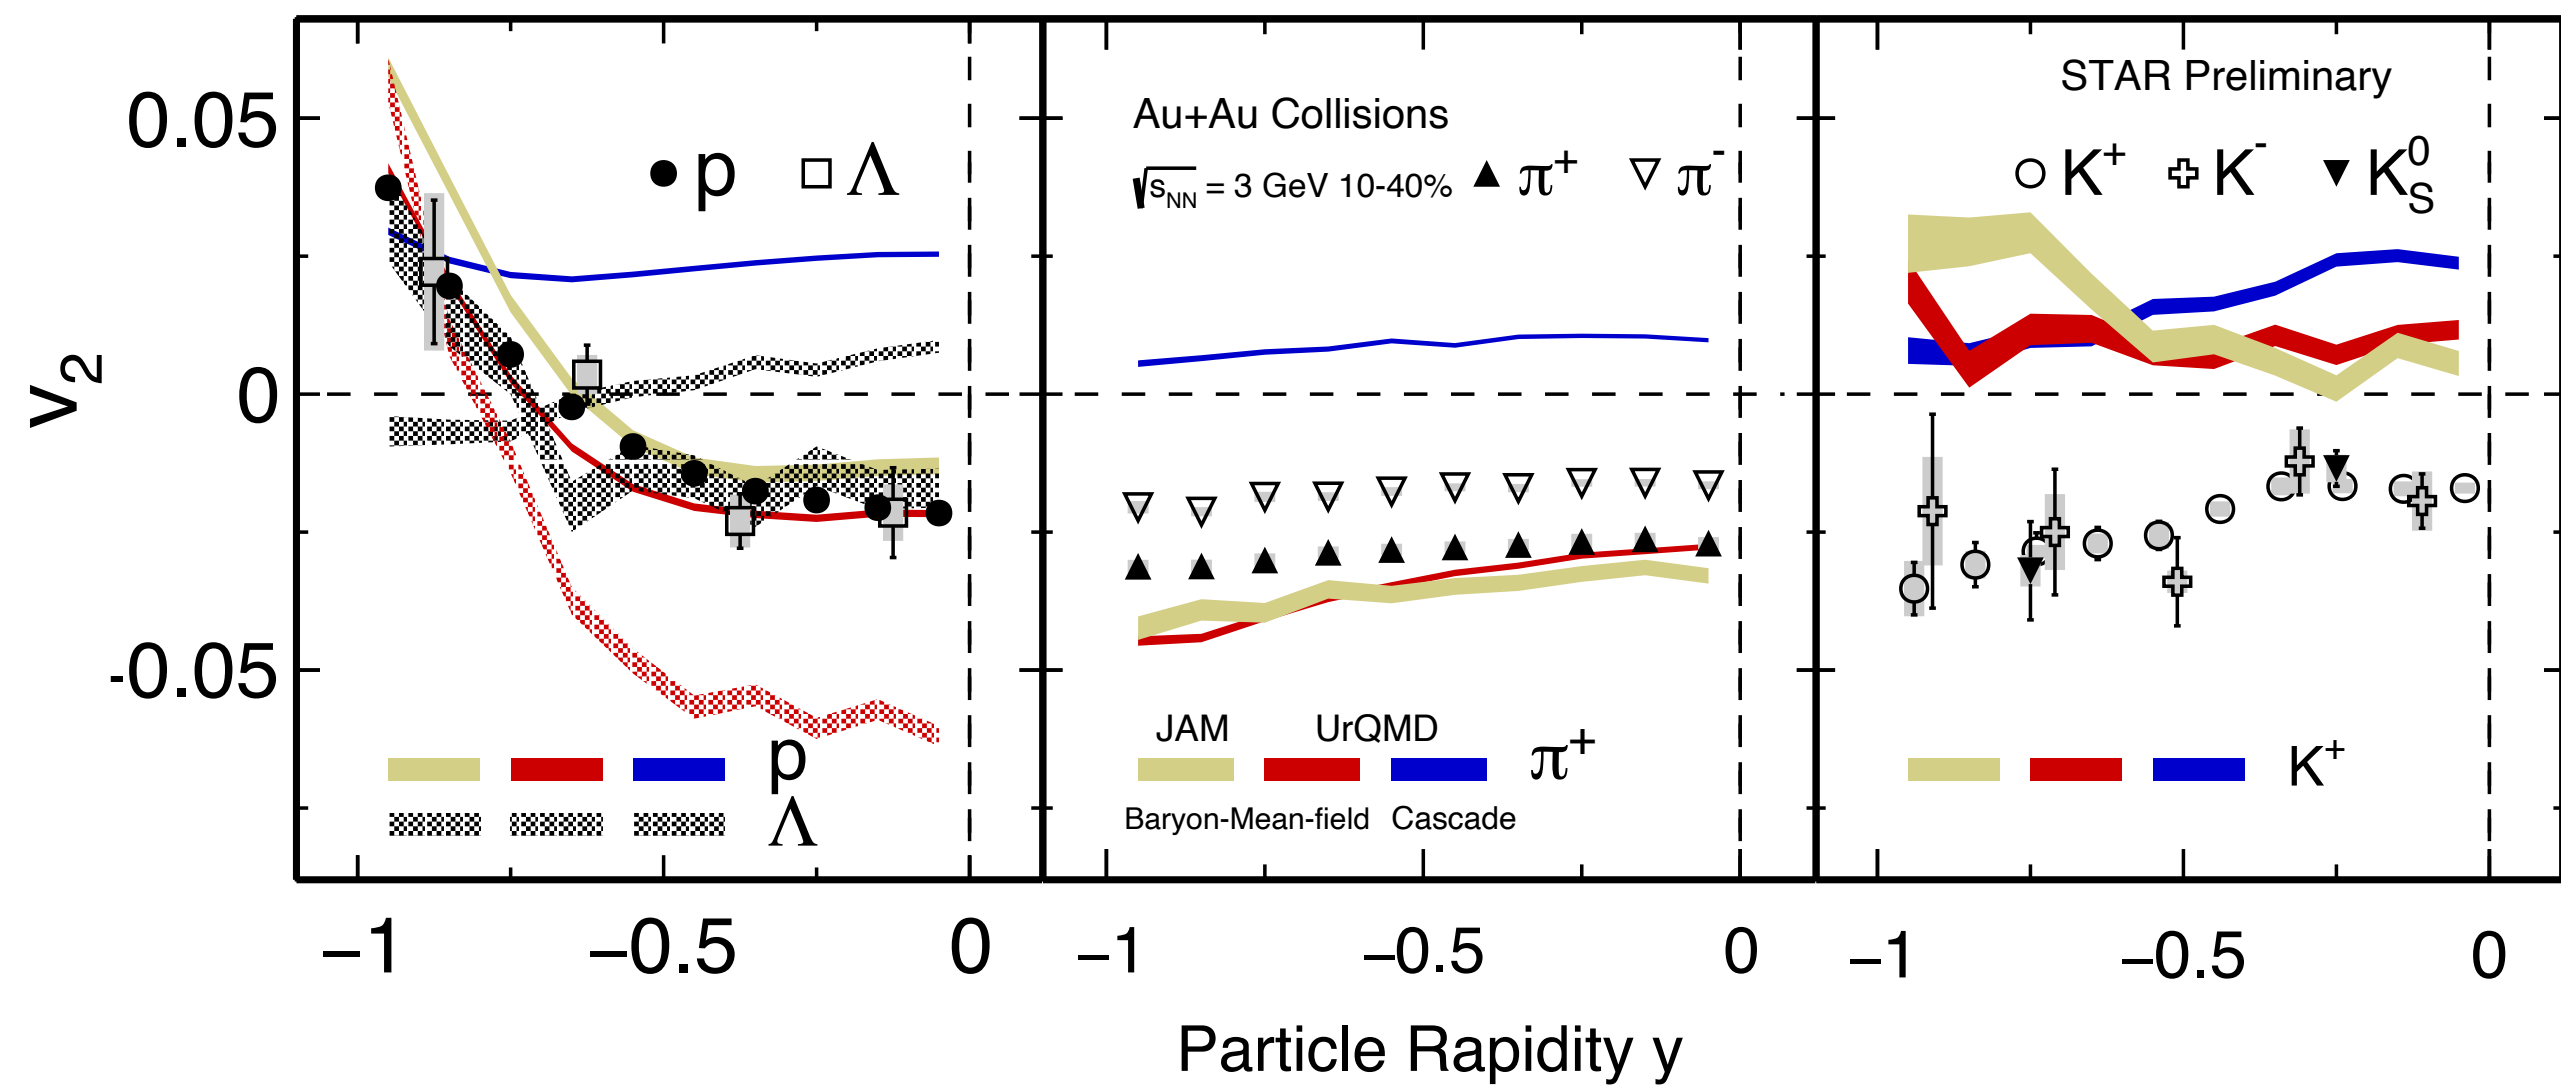 v2
0.05
0
-0.05
p Λ
p
Λ
−1 −0.5 0
Au+Au Collisions
√sNN = 3 GeV 10-40% π+ π-
JAM UrQMD
π+
Baryon-Mean-field Cascade
−1 −0.5 0
STAR Preliminary
K+ K- K0S
K+
−1 −0.5 0
Particle Rapidity y